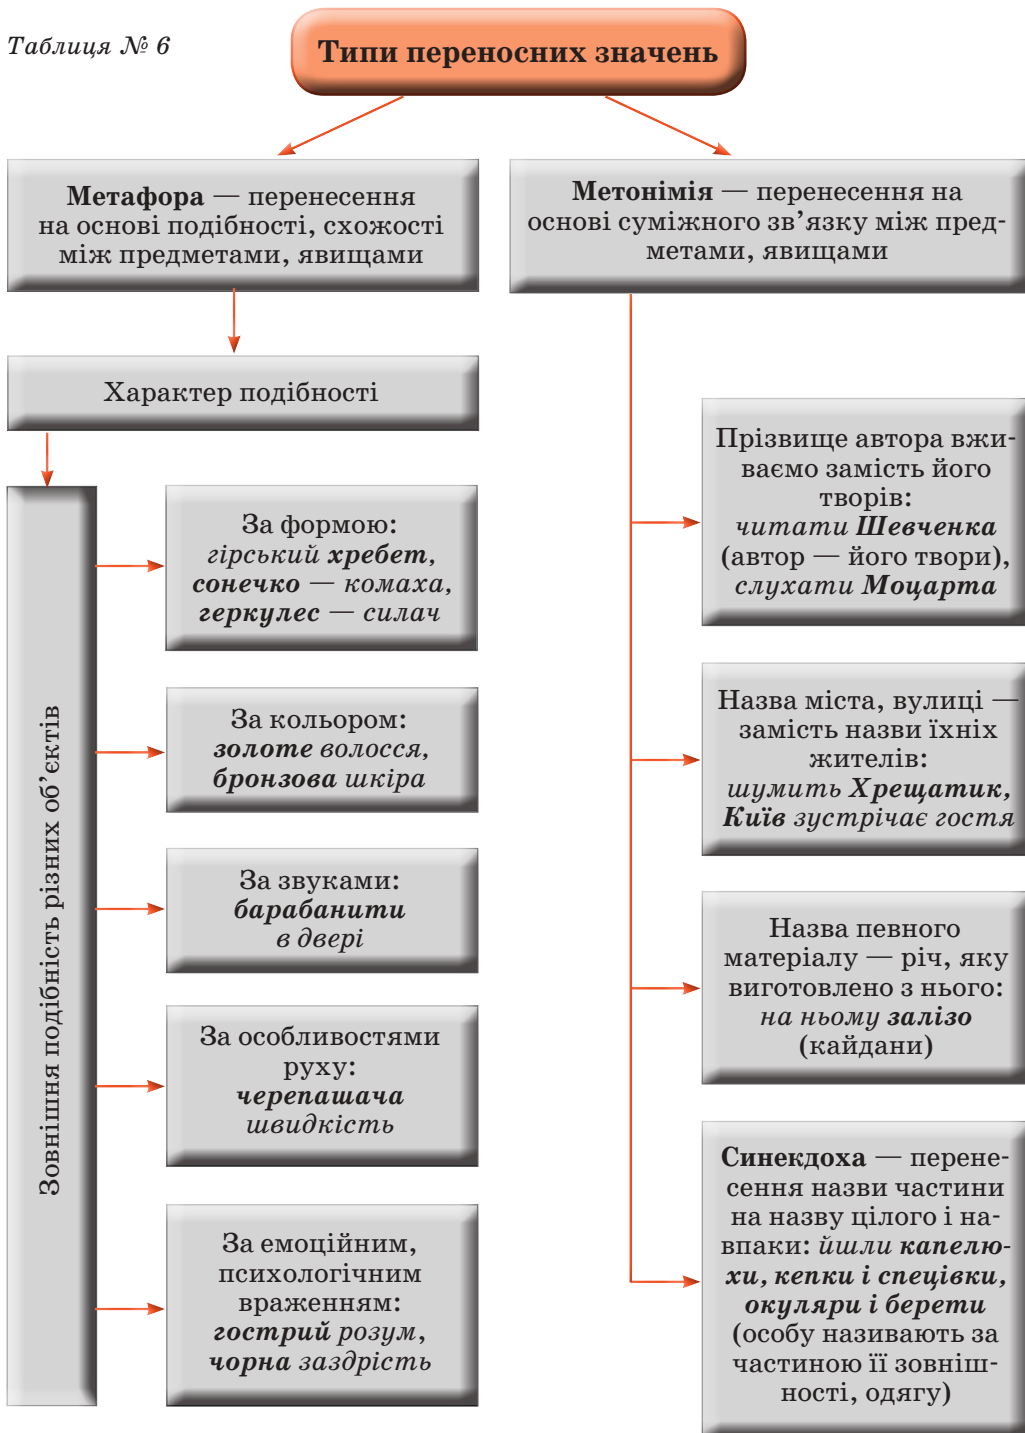 Таблиця № 6
Типи переносних значень
Метафора — перенесення
на основі подібності, схожості
між предметами, явищами
Метонімія — перенесення на
основі суміжного зв’язку між пред-
метами, явищами
Характер подібності
Зовнішня подібність різних об’єктів
За формою:
гірський хребет,
сонечко — комаха,
геркулес — силач
За кольором:
золоте волосся,
бронзова шкіра
За звуками:
барабанити
в двері
За особливостями
руху:
черепашача
швидкість
За емоційним,
психологічним
враженням:
гострий розум,
чорна заздрість
Прізвище автора вжи-
ваємо замість його
творів:
читати Шевченка
(автор — його твори),
слухати Моцарта
Назва міста, вулиці —
замість назви їхніх
жителів:
шумить Хрещатик,
Київ зустрічає гостя
Назва певного
матеріалу — річ, яку
виготовлено з нього:
на ньому залізо
(кайдани)
Синекдоха — перене-
сення назви частини
на назву цілого і на-
впаки: йшли капелю-
хи, кепки і спецівки,
окуляри і берети
(особу називають за
частиною її зовніш-
ності, одягу)